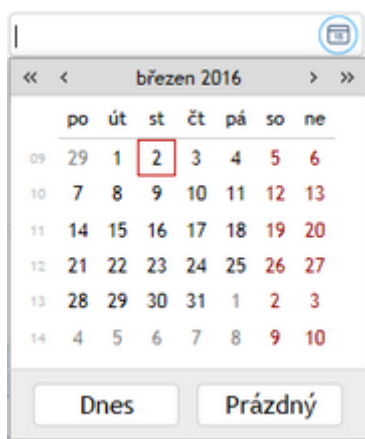 « ‹ březen 2016 › »
po út st čt pá so ne
09 29 1 2 3 4 5 6
10 7 8 9 10 11 12 13
11 14 15 16 17 18 19 20
12 21 22 23 24 25 26 27
13 28 29 30 31 1 2 3
14 4 5 6 7 8 9 10
Dnes Prázdný